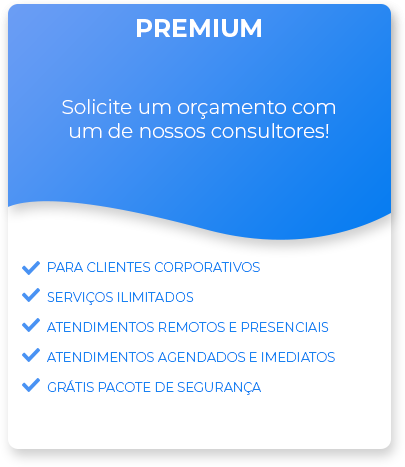 PREMIUM
Solicite um orçamento com
um de nossos consultores!
PARA CLIENTES CORPORATIVOS
SERVIÇOS ILIMITADOS
ATENDIMENTOS REMOTOS E PRESENCIAIS
ATENDIMENTOS AGENDADOS E IMEDIATOS
GRÁTIS PACOTE DE SEGURANÇA